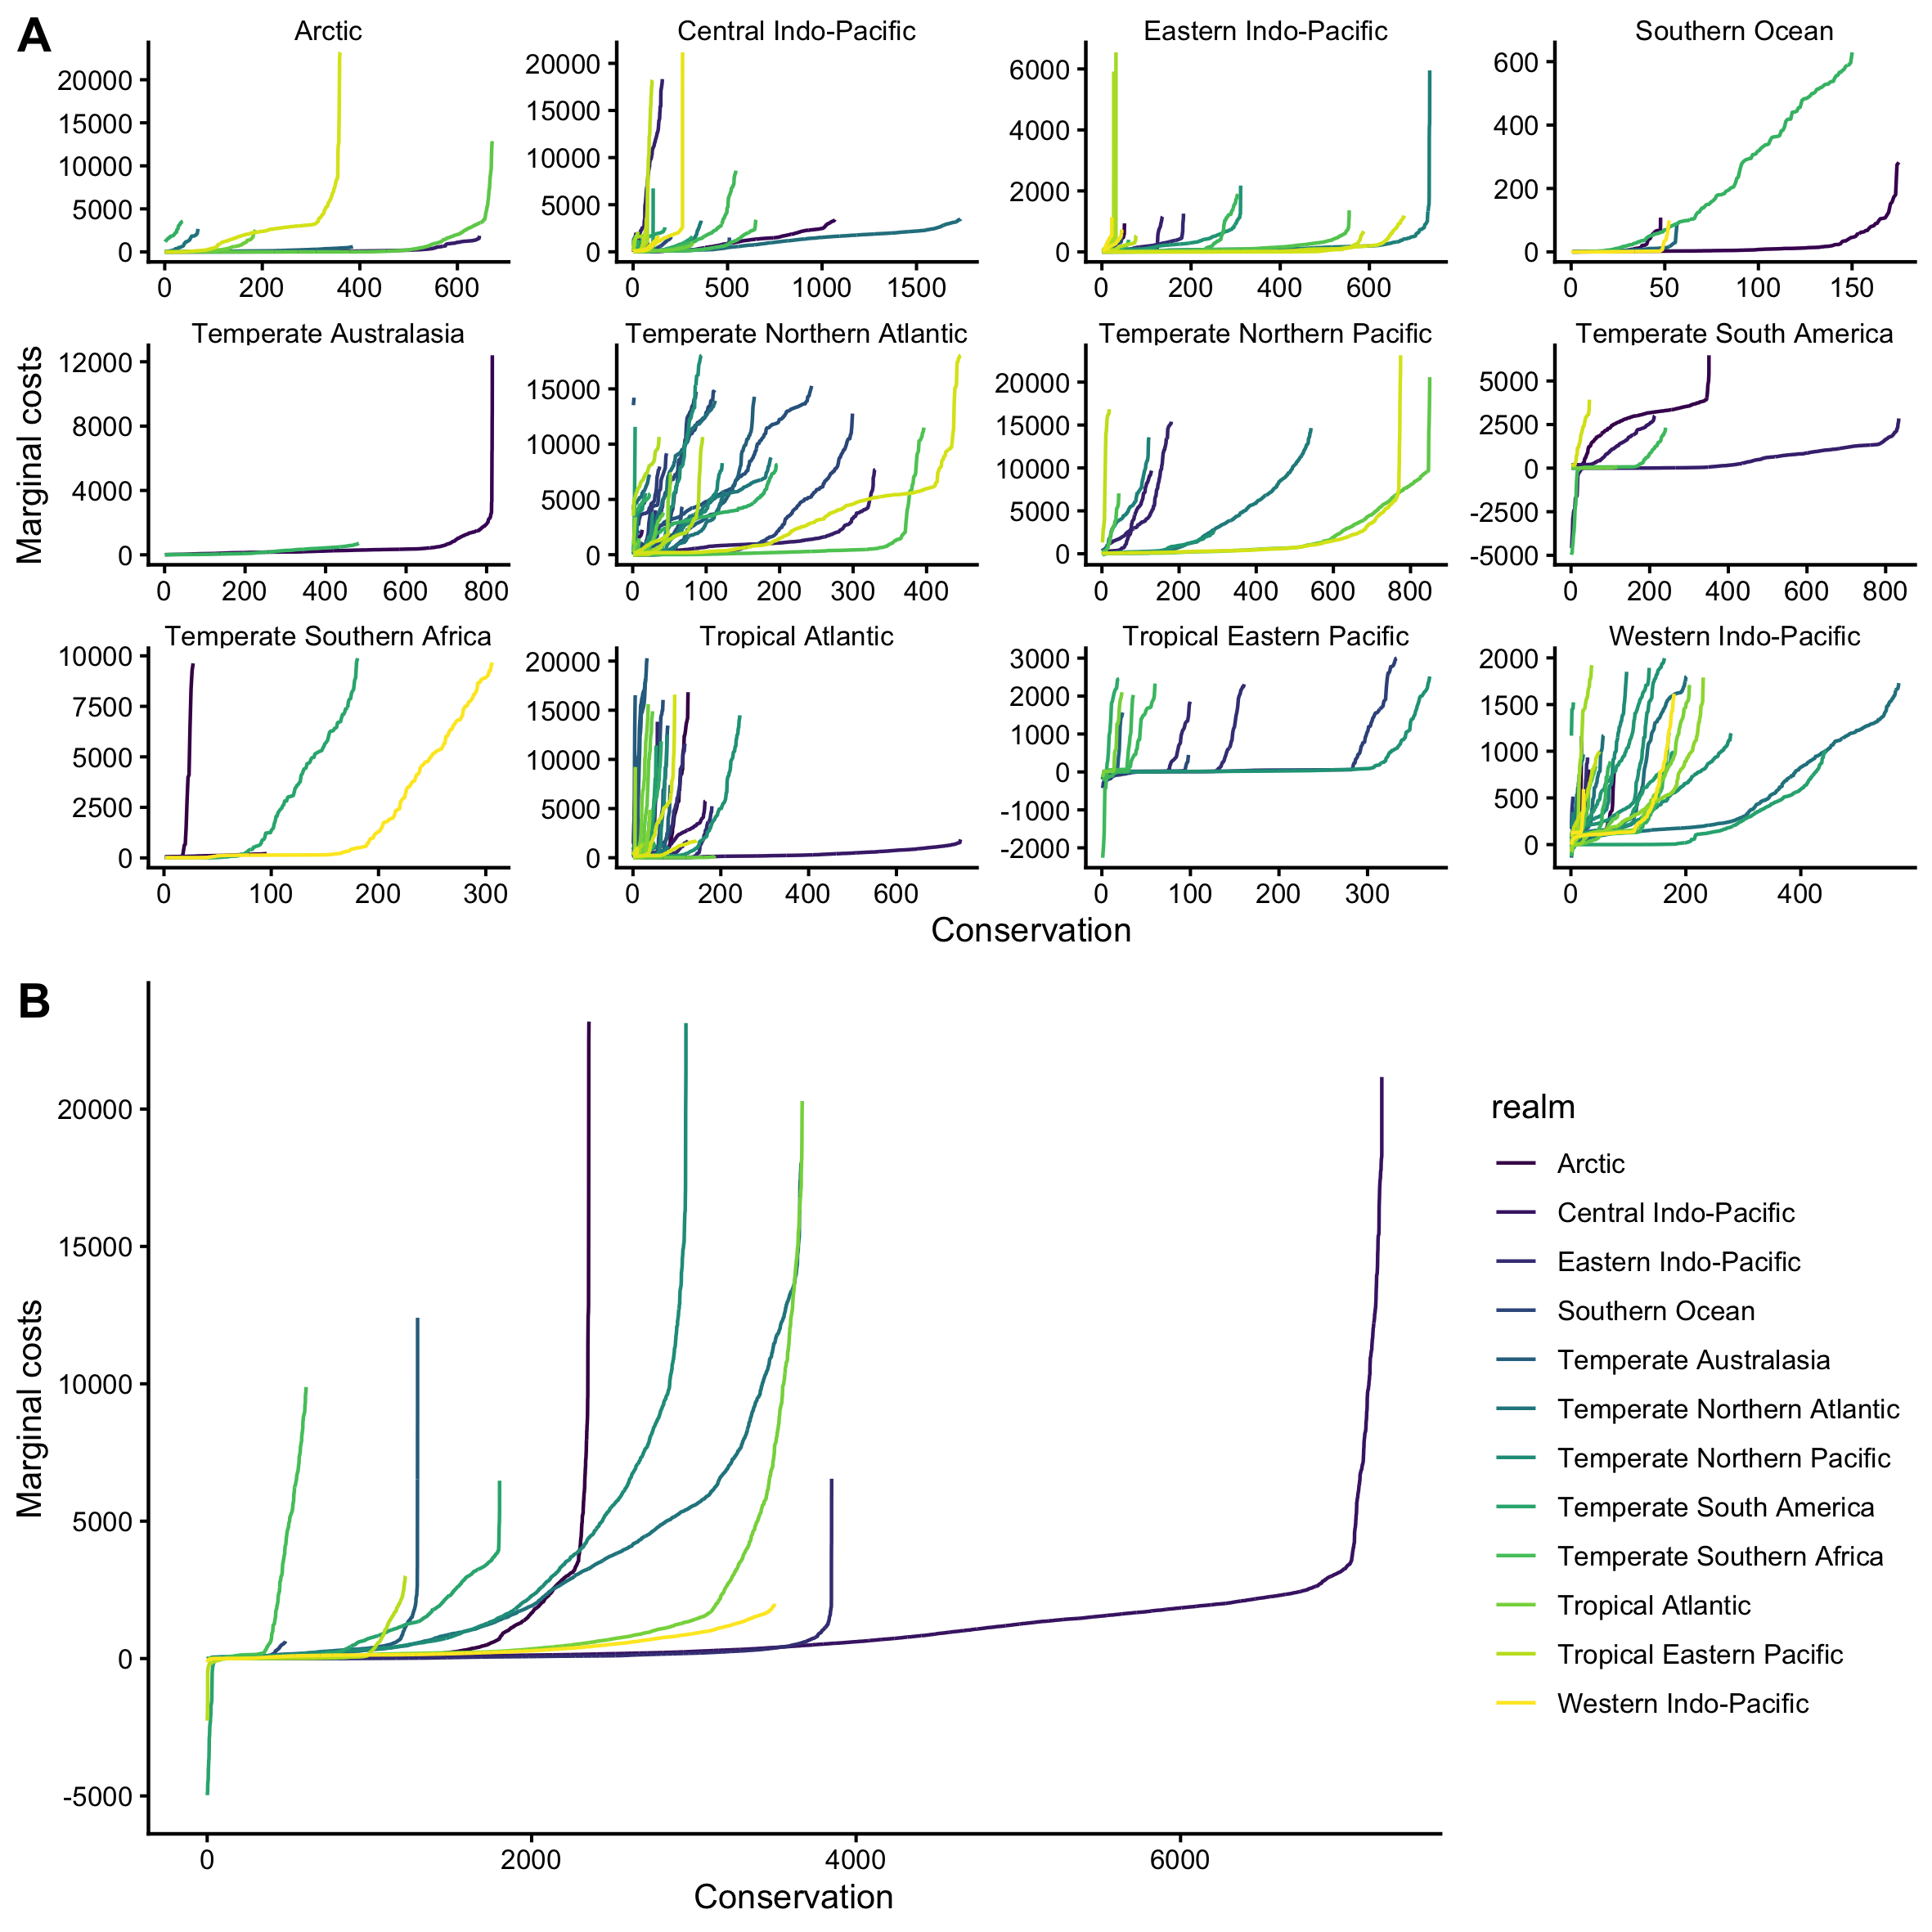 A
Arctic
Central Indo-Pacific
Eastern Indo-Pacific
Southern Ocean
20000
15000
10000
5000
0
0 200 400 600
20000
15000
10000
5000
0
0 500 1000 1500
6000
4000
2000
0
0 200 400 600
600
400
200
0
0 50 100 150
Marginal costs
Temperate Australasia
Temperate Northern Atlantic
Temperate Northern Pacific
Temperate South America
12000
8000
4000
0
0 200 400 600 800
15000
10000
5000
0
0 100 200 300 400
20000
15000
10000
5000
0
0 200 400 600 800
5000
2500
0
-2500
-5000
0 200 400 600 800
Temperate Southern Africa
Tropical Atlantic
Tropical Eastern Pacific
Western Indo-Pacific
10000
7500
5000
2500
0
0 100 200 300
20000
15000
10000
5000
0
0 200 400 600
3000
2000
1000
0
-1000
-2000
0 100 200 300
2000
1500
1000
500
0
0 200 400
Conservation
B
Marginal costs
20000
15000
10000
5000
0
-5000
0 2000 4000 6000
Conservation
realm
Arctic
Central Indo-Pacific
Eastern Indo-Pacific
Southern Ocean
Temperate Australasia
Temperate Northern Atlantic
Temperate Northern Pacific
Temperate South America
Temperate Southern Africa
Tropical Atlantic
Tropical Eastern Pacific
Western Indo-Pacific